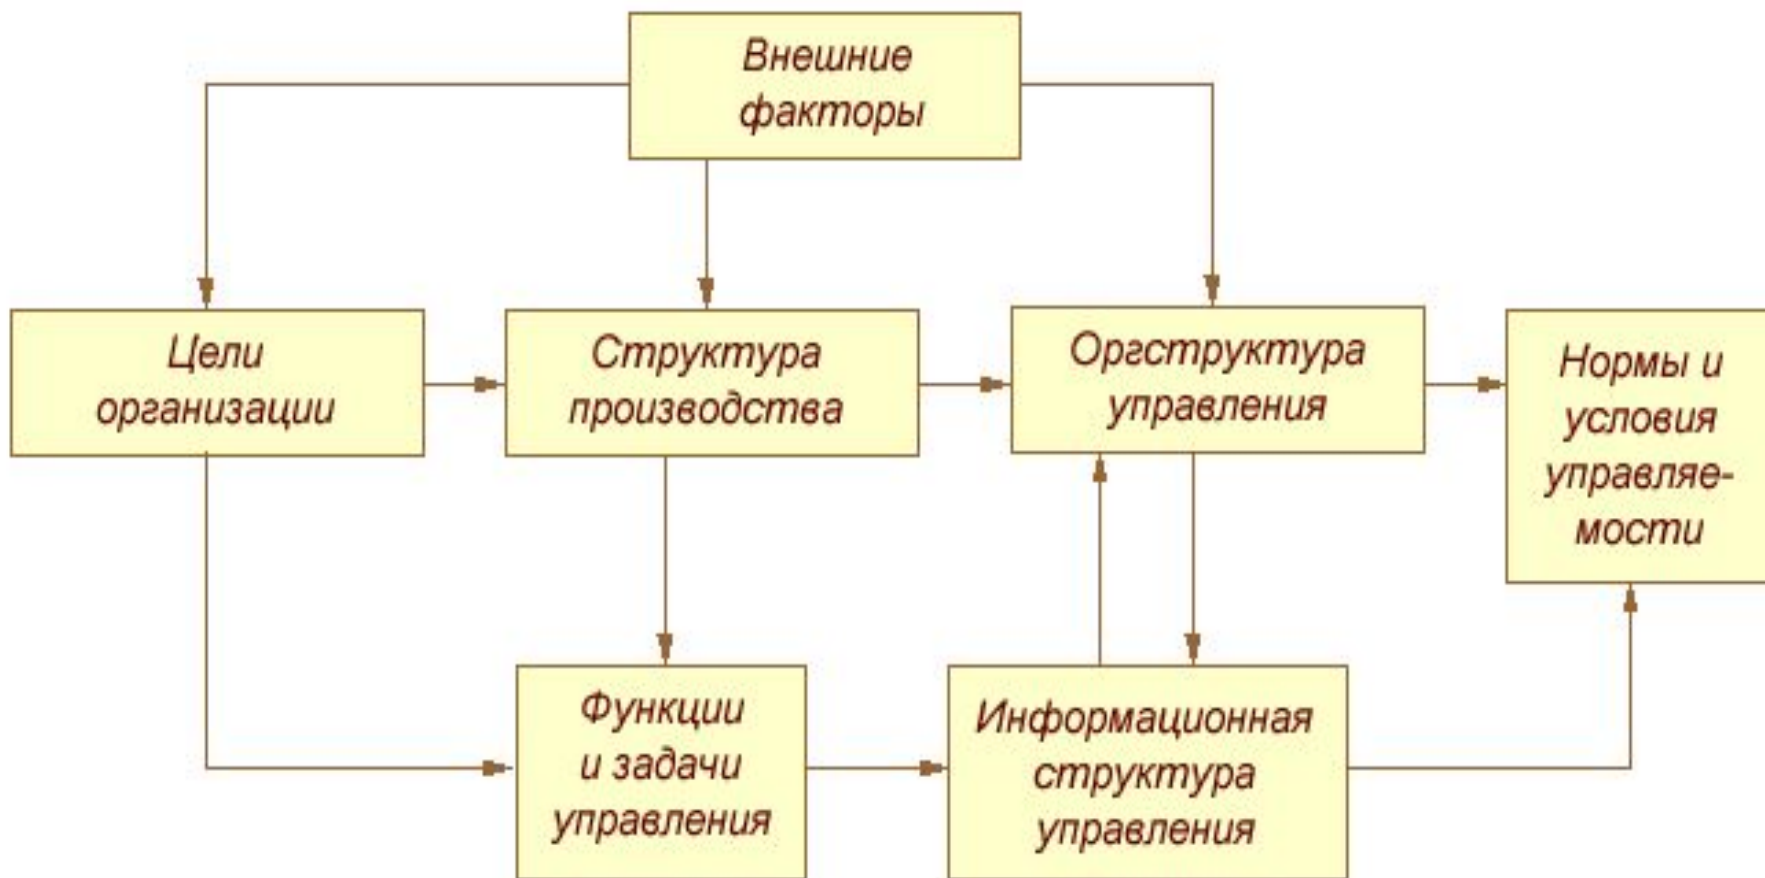 Внешние
факторы
Цели
организации
Структура
производства
Оргструктура
управления
Нормы и
условия
управляе-
мости
Функции
и задачи
управления
Информационная
структура
управления